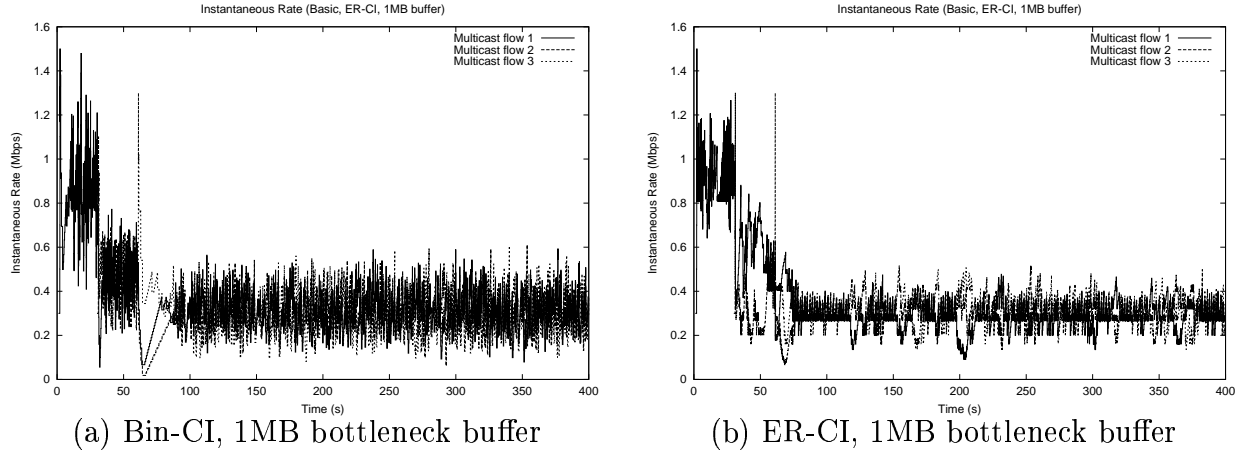 Instantaneous Rate (Basic, ER-CI, 1MB buffer)
1.6
1.4
1.2
1
0.8
0.6
0.4
0.2
0
Instantaneous Rate (Mbps)
Multicast flow 1
Multicast flow 2
Multicast flow 3
0 50 100 150 200 250 300 350 400
Time (s)
(a) Bin-CI, 1MB bottleneck buffer
Instantaneous Rate (Basic, ER-CI, 1MB buffer)
1.6
1.4
1.2
1
0.8
0.6
0.4
0.2
0
Instantaneous Rate (Mbps)
Multicast flow 1
Multicast flow 2
Multicast flow 3
0 50 100 150 200 250 300 350 400
Time (s)
(b) ER-CI, 1MB bottleneck buffer